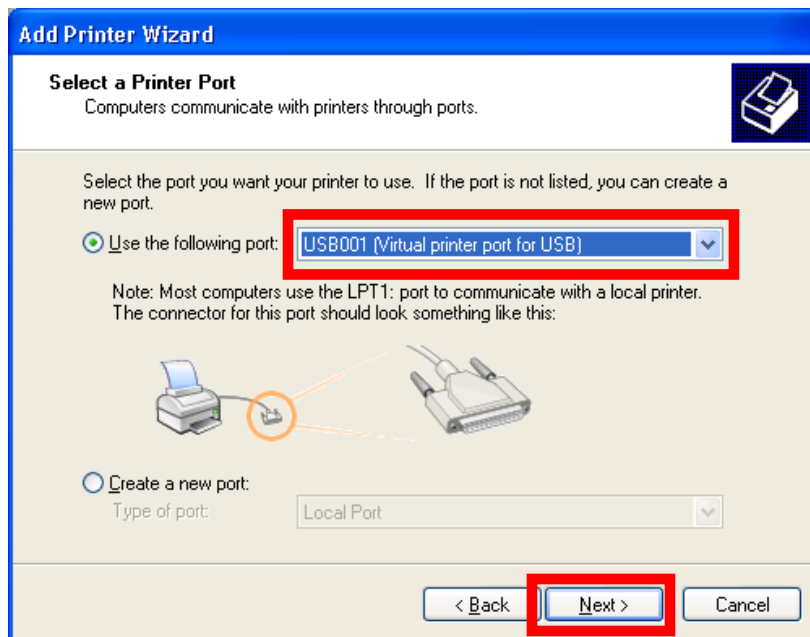 Add Printer Wizard
Select a Printer Port
Computers communicate with printers through ports.
Select the port you want your printer to use. If the port is not listed, you can create a
new port.
Use the following port: USB001 (Virtual printer port for USB)
Note: Most computers use the LPT1: port to communicate with a local printer.
The connector for this port should look something like this:
Create a new port:
Type of port: Local Port
< Back Next > Cancel